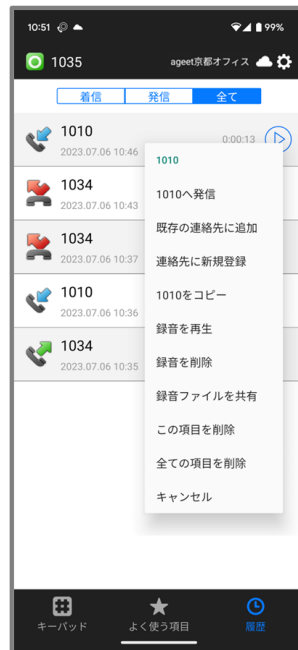 10:51
99%
1035
ageet京都オフィス
着信
発信
全て
1010
2023.07.06 10:46
0:00:13
1034
2023.07.06 10:43
1034
2023.07.06 10:37
1010
2023.07.06 10:36
1034
2023.07.06 10:35
1010
1010へ発信
既存の連絡先に追加
連絡先に新規登録
1010をコピー
録音を再生
録音を削除
録音ファイルを共有
この項目を削除
全ての項目を削除
キャンセル
キーパッド
よく使う項目
履歴